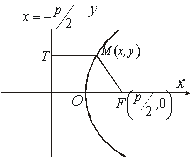 x = -p/2
y
T
M(x, y)
x
O
F(p/2, 0)